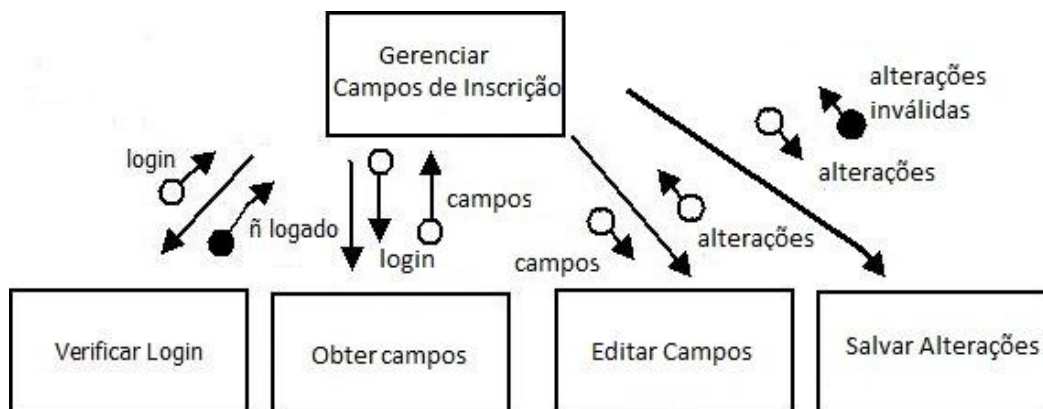 Gerenciar
Campos de Inscrição
alterações
inválidas
login
alterações
campos
ñ logado
alterações
login
campos
Verificar Login
Obter campos
Editar Campos
Salvar Alterações